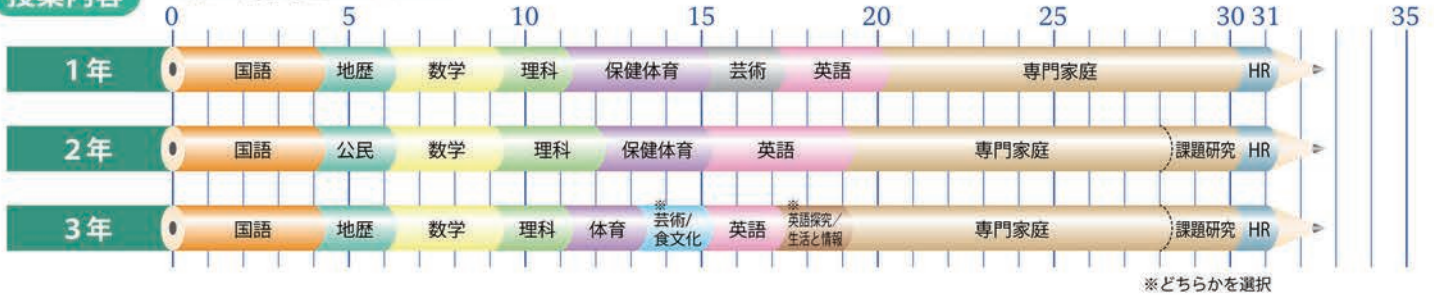 授業内容
0 5 10 15 20 25 30 31 35
1年 国語 地歴 数学 理科 保健体育 芸術 英語 専門家庭 HR
2年 国語 公民 数学 理科 保健体育 英語 専門家庭 課題研究 HR
3年 国語 地歴 数学 理科 体育 ※芸術/食文化 英語 ※英語探究/生活と情報 専門家庭 課題研究 HR
※どちらかを選択